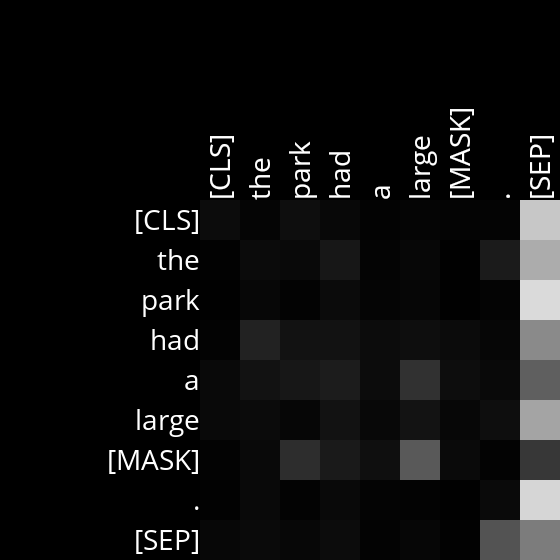 [CLS] the park had a large [MASK] . [SEP]
[CLS]
the
park
had
a
large
[MASK]
.
[SEP]